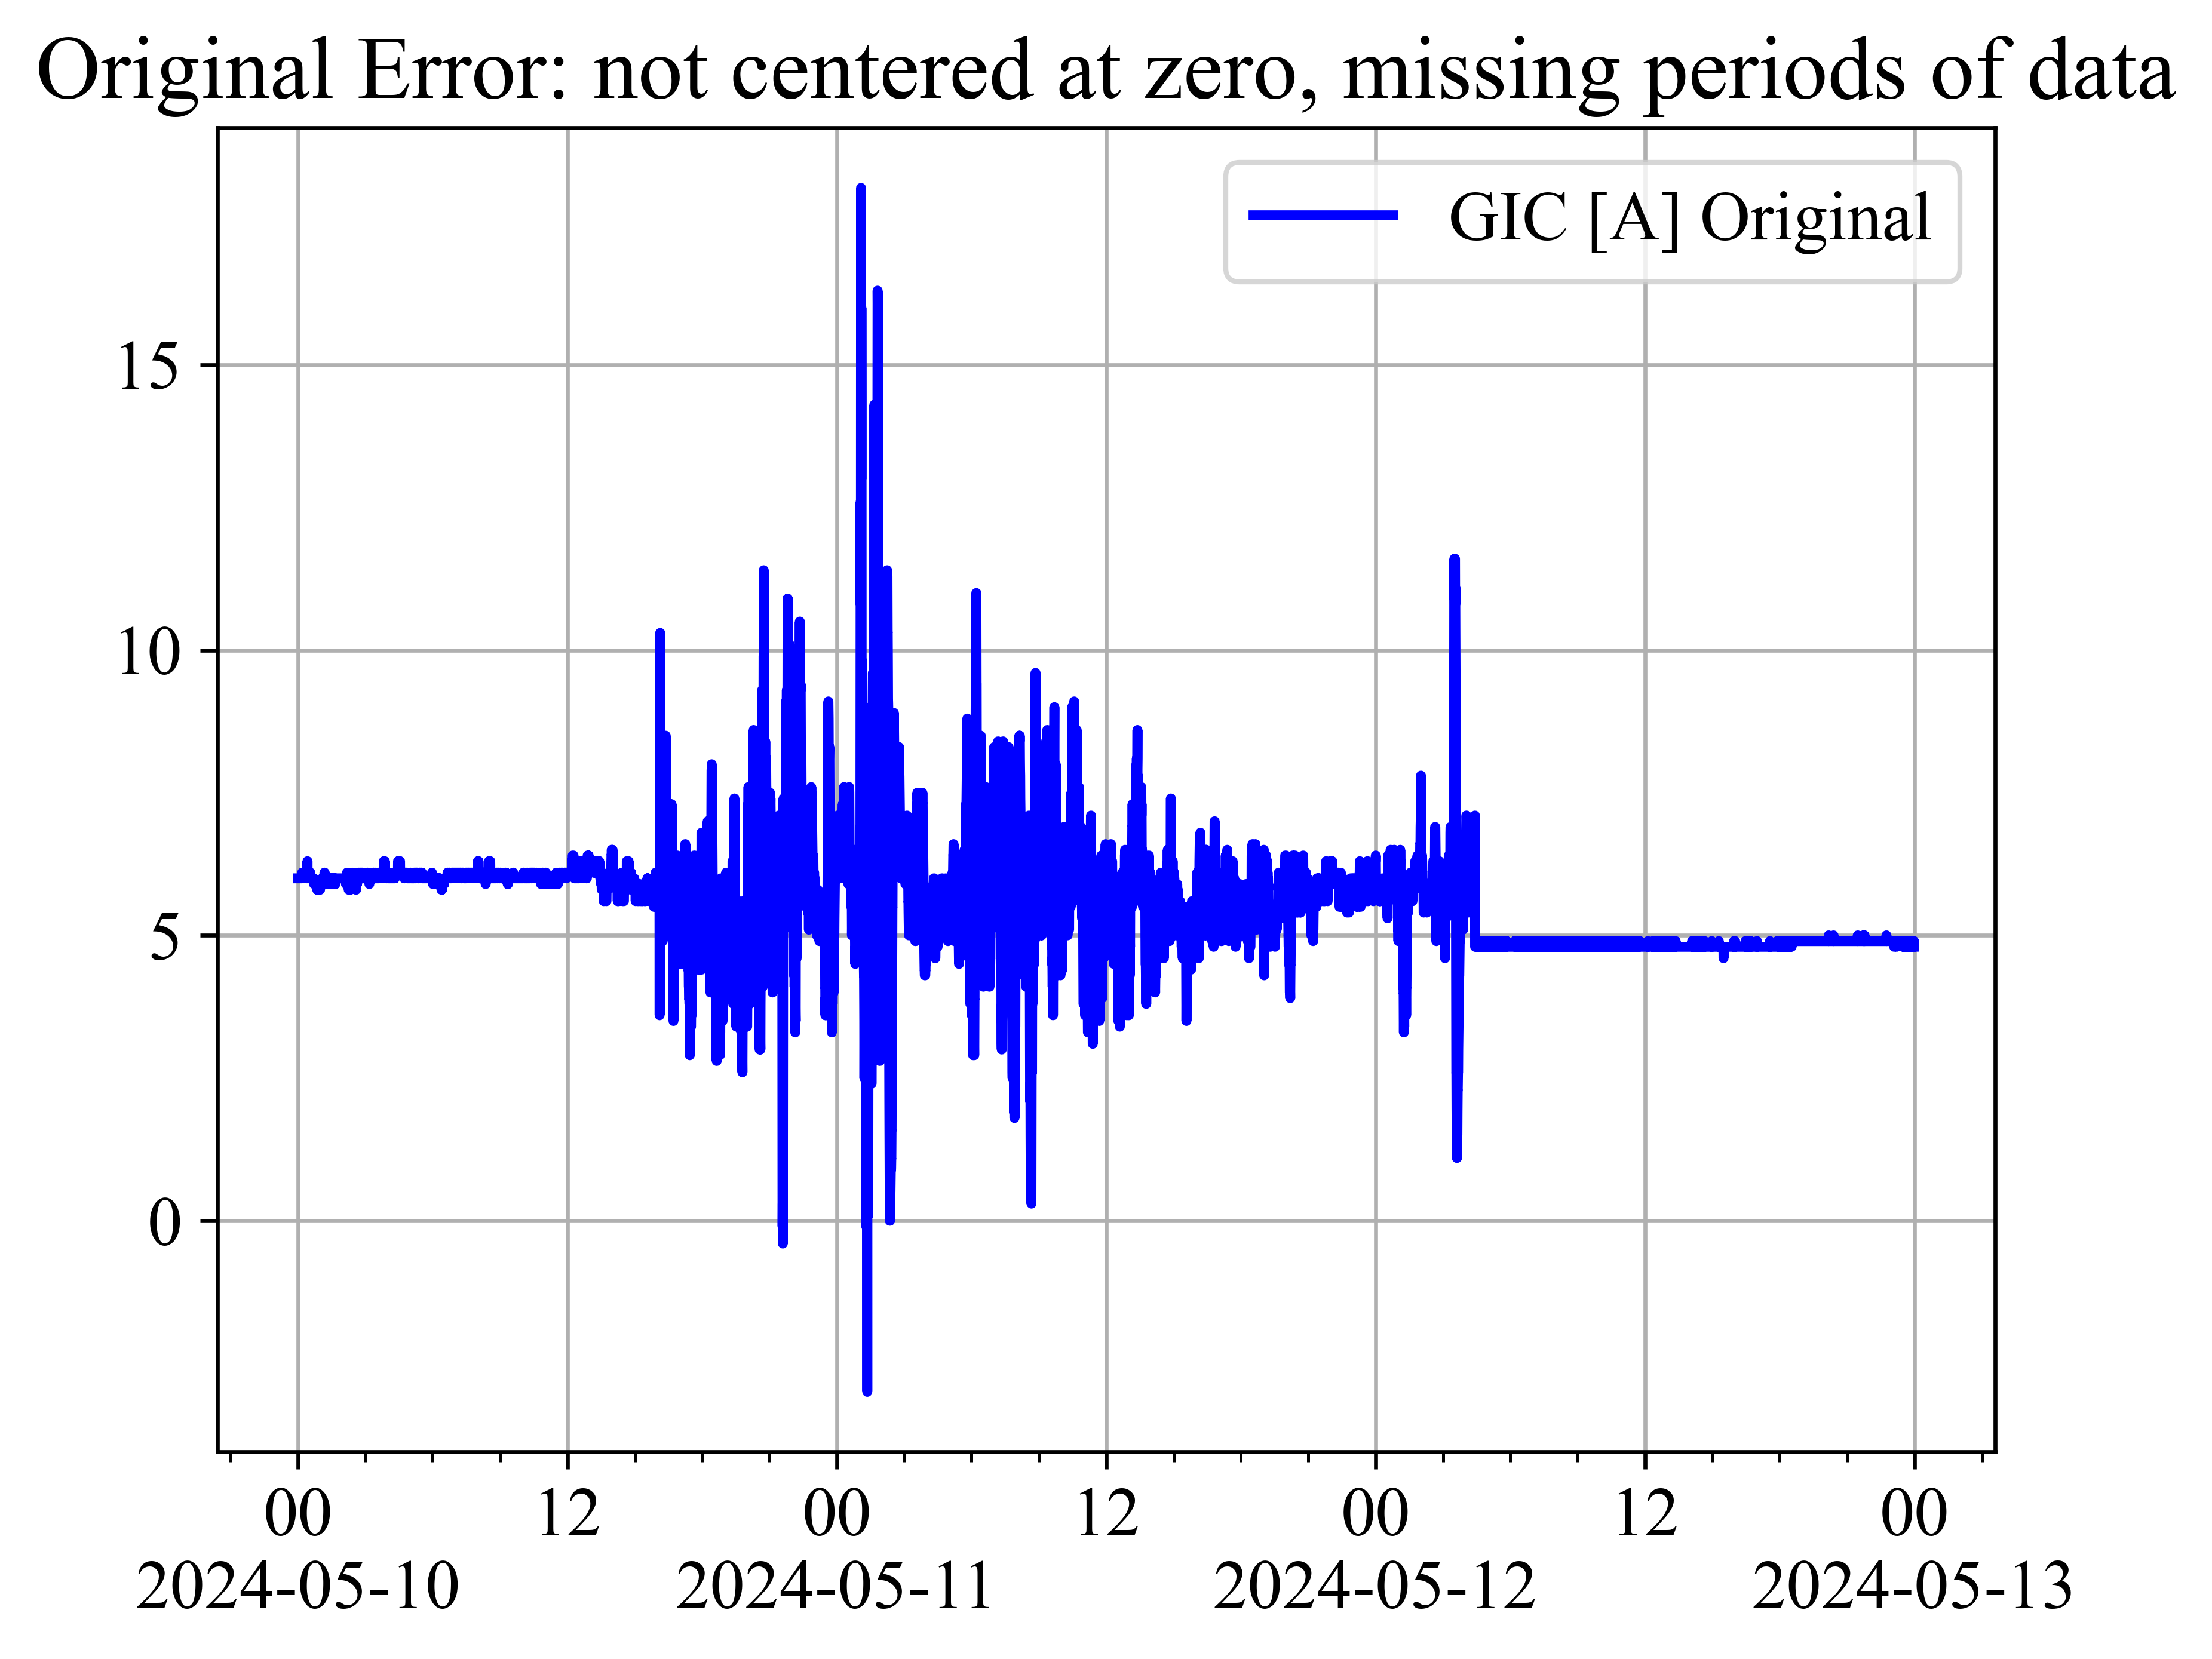 Original Error: not centered at zero, missing periods of data
GIC [A] Original
15
10
5
0
00 12 00 12 00 12 00
2024-05-10 2024-05-11 2024-05-12 2024-05-13